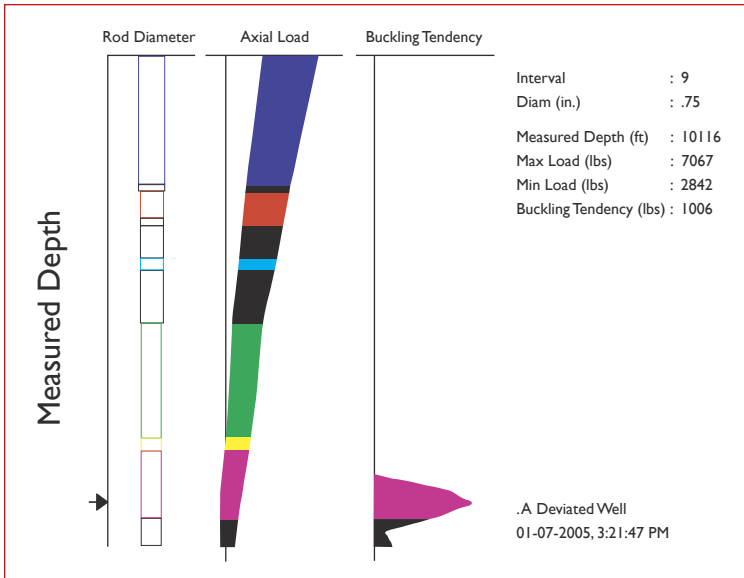 Rod Diameter
Axial Load
Buckling Tendency
Interval : 9
Diam (in.) : .75
Measured Depth (ft) : 10116
Max Load (lbs) : 7067
Min Load (lbs) : 2842
Buckling Tendency (lbs) : 1006
Measured Depth
.A Deviated Well
01-07-2005, 3:21:47 PM